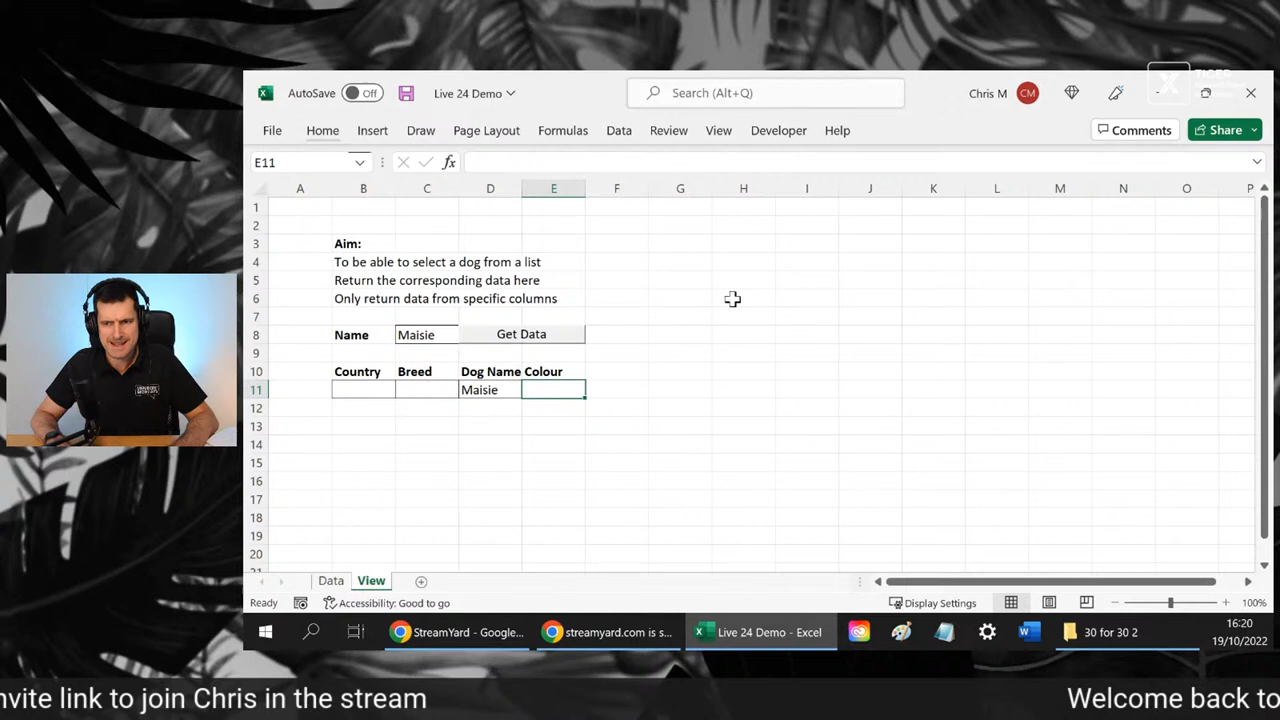 AutoSave Off Live 24 Demo Search (Alt+Q) Chris M CM
File Home Insert Draw Page Layout Formulas Data Review View Developer Help Comments Share
E11 fx
A B C D E F G H I J K L M N O P
1
2
3 Aim:
4 To be able to select a dog from a list
5 Return the corresponding data here
6 Only return data from specific columns
7
8 Name Maisie Get Data
9
10 Country Breed Dog Name Colour
11 Maisie
12
13
14
15
16
17
18
19
20
Data View
Ready Accessibility: Good to go Display Settings 100%
StreamYard - Google... streamyard.com is s... Live 24 Demo - Excel 30 for 30 2 16:20
19/10/2022
nvite link to join Chris in the stream Welcome back to